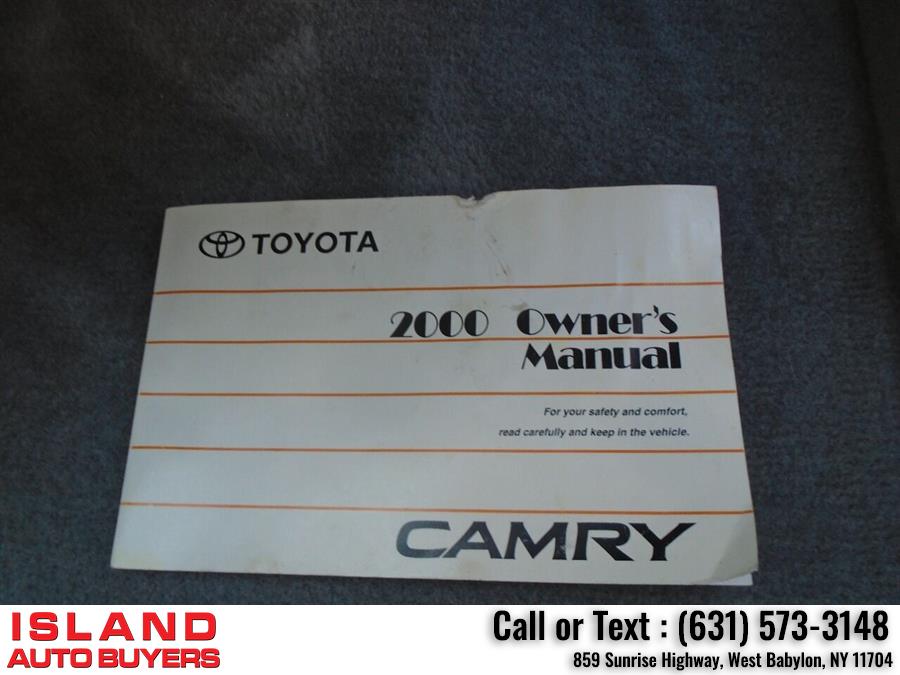 TOYOTA
2000 Owner's
Manual
For your safety and comfort,
read carefully and keep in the vehicle.
CAMRY
ISLAND
AUTO BUYERS
Call or Text : (631) 573-3148
859 Sunrise Highway, West Babylon, NY 11704